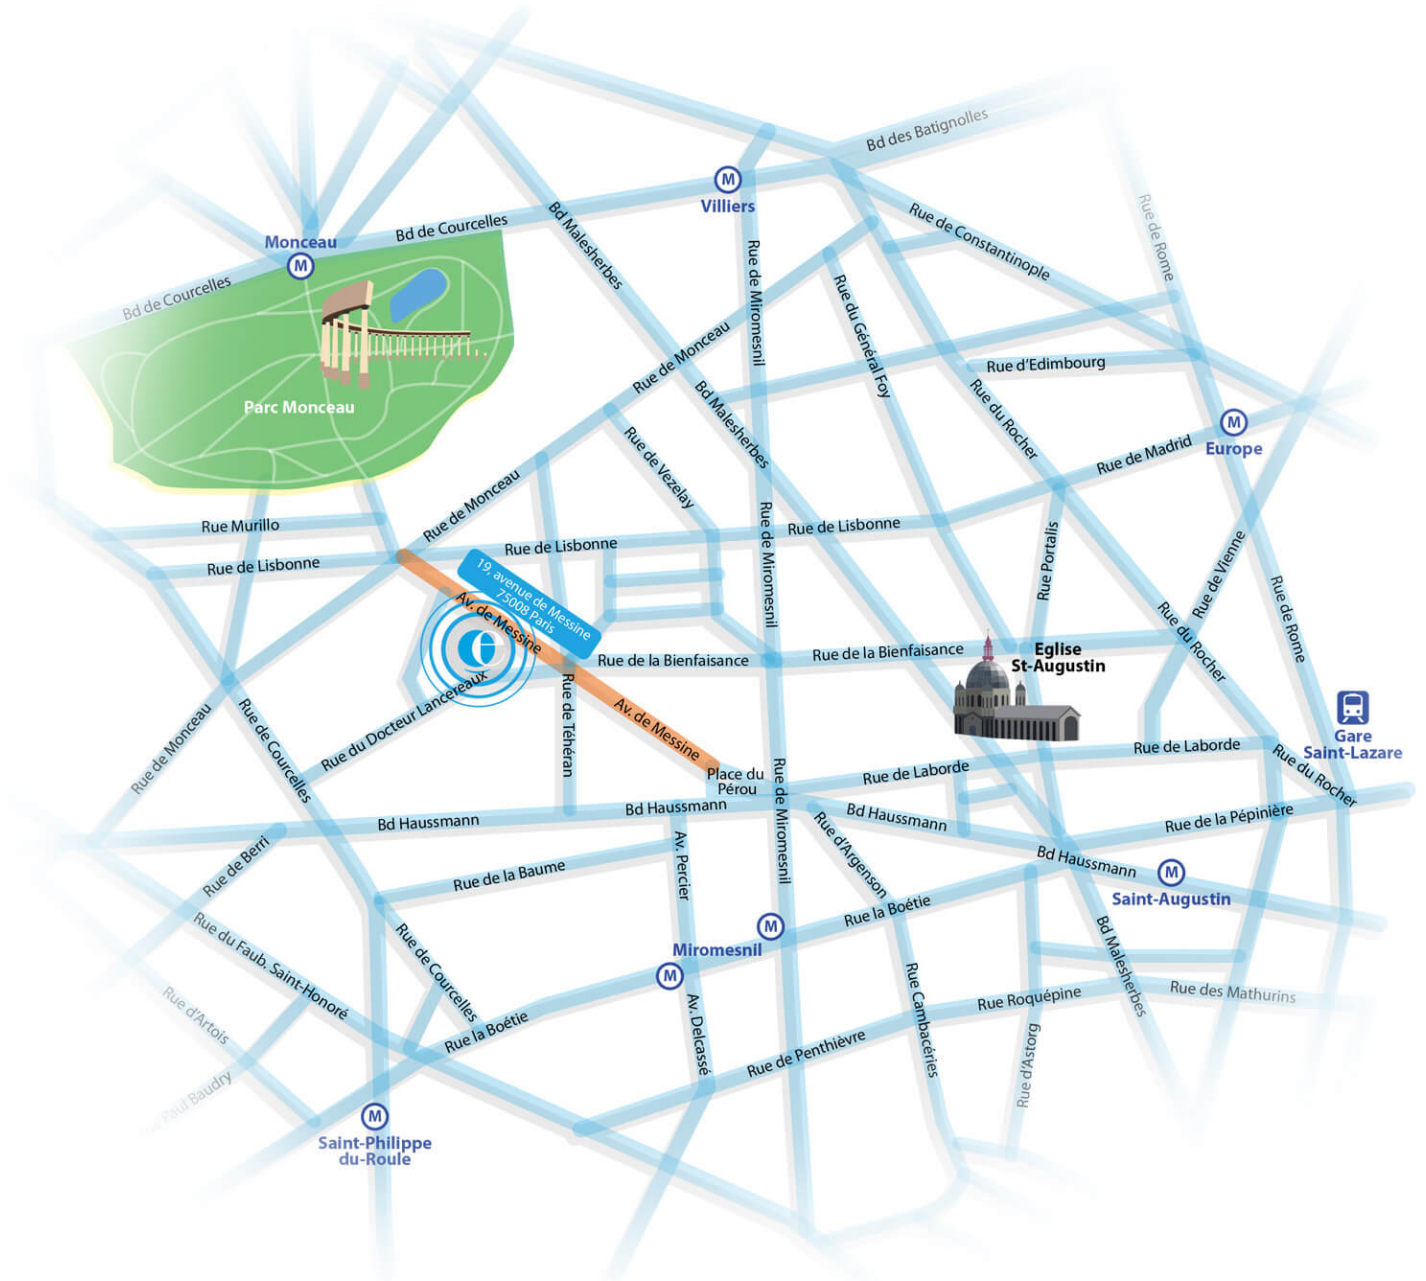 Bd des Batignolles
M
Villiers
Rue de Constantinople
Rue de Rome
Bd de Courcelles
Bd Malesherbes
Monceau
M
Bd de Courcelles
Rue de Miromesnil
Rue du Général Foy
Rue de Monceau
Rue d'Edimbourg
Parc Monceau
Bd Malesherbes
Rue du Rocher
M
Europe
Rue de Madrid
Rue de Vezelay
Rue de Monceau
Rue Murillo
Rue de Lisbonne
Rue de Lisbonne
Rue de Lisbonne
Rue de Miromesnil
Rue Portalis
Rue de Vienne
Rue de Rome
19, avenue de Messine
75008 Paris
Av. de Messine
e
Rue de la Bienfaisance
Rue de la Bienfaisance
Eglise
St-Augustin
Rue du Rocher
Rue du Docteur Lancereaux
Rue de Téhéran
Av. de Messine
Rue de Monceau
Rue de Courcelles
Gare
Saint-Lazare
Rue de Laborde
Rue de Laborde
Rue du Rocher
Place du
Pérou
Rue de Miromesnil
Bd Haussmann
Bd Haussmann
Bd Haussmann
Rue de la Pépinière
Rue d'Argenson
Av. Percier
Rue de Berri
Rue de la Baume
Bd Haussmann
M
Saint-Augustin
Rue la Boétie
M
Miromesnil
M
Rue du Faub. Saint-Honoré
Rue de Courcelles
Bd Malesherbes
Rue Cambacéries
Rue Roquépine
Rue des Mathurins
Rue d'Artois
Rue la Boétie
Av. Delcassé
Rue de Penthièvre
Rue d'Astorg
Paul Baudry
M
Saint-Philippe
du-Roule